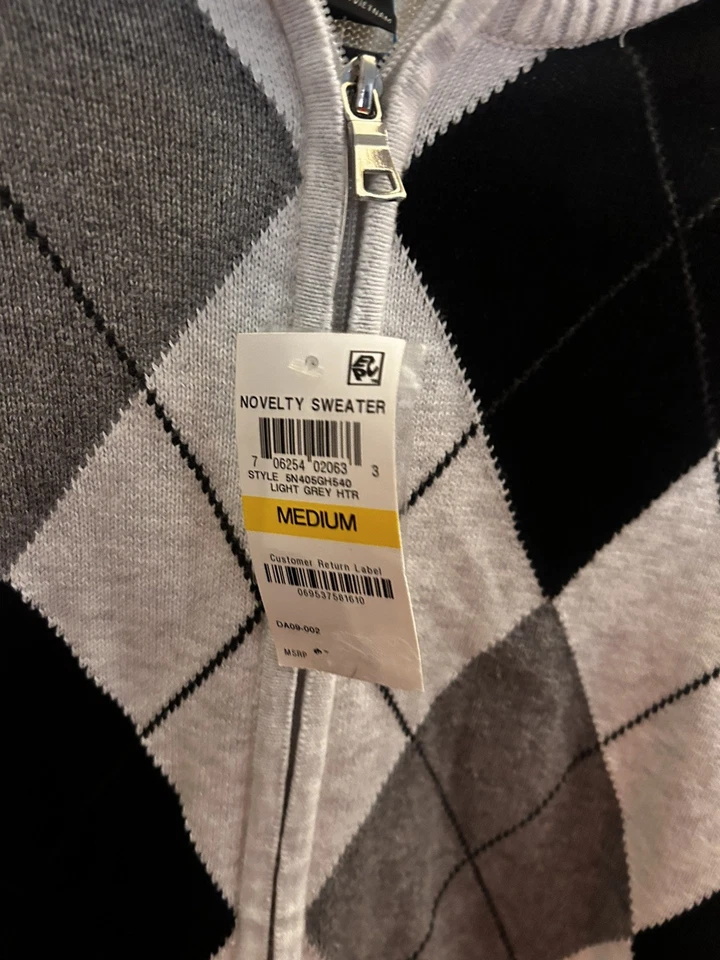 VIETNAM
NOVELTY SWEATER
7 06254 02063 3
STYLE 5N405GH540
LIGHT GREY HTR
MEDIUM
Customer Return Label
069537581610
DA09-002
MSRP